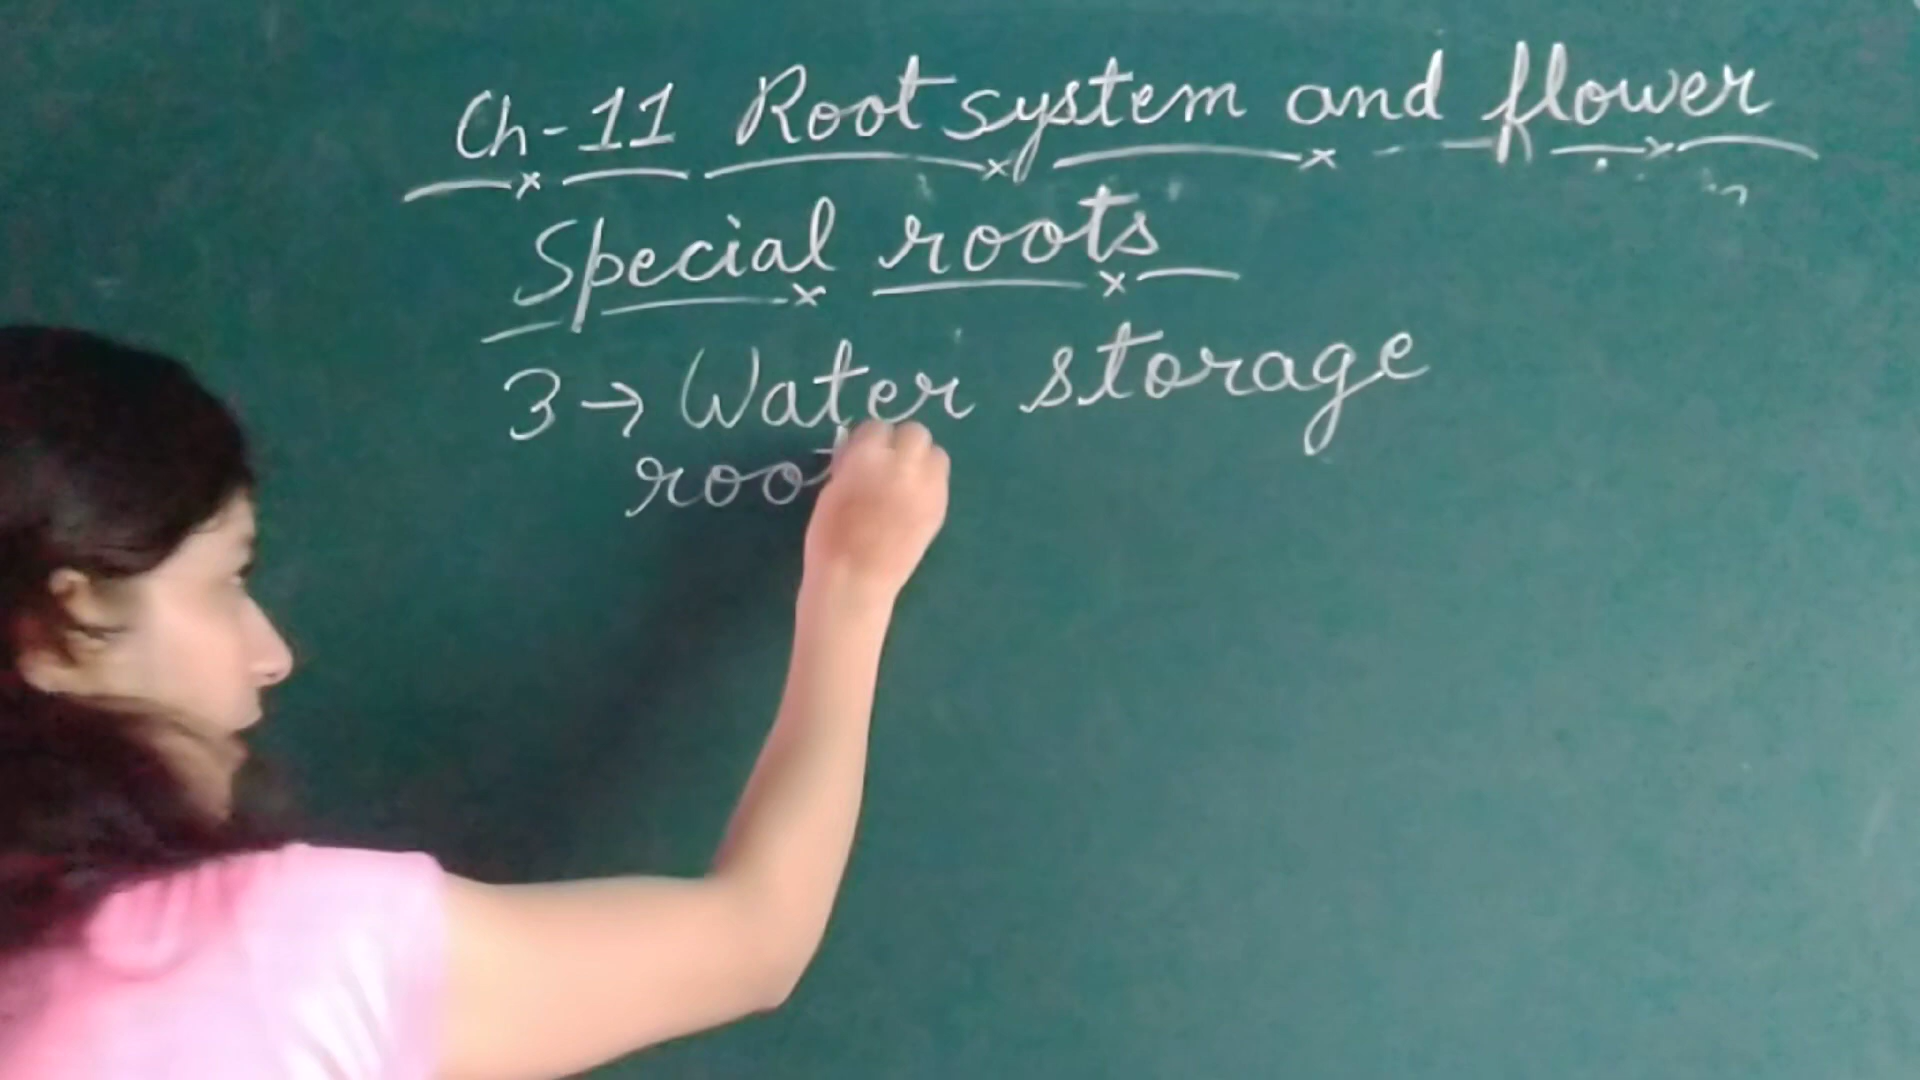 Ch-11 Root system and flower
Special roots
3→ Water storage
root